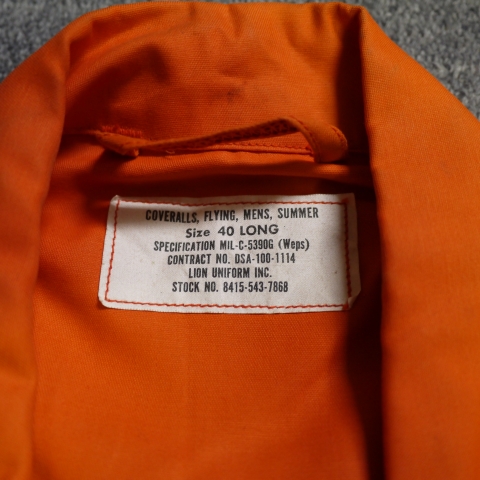 COVERALLS, FLYING, MENS, SUMMER
Size 40 LONG
SPECIFICATION MIL-C-5390G (Weps)
CONTRACT NO. DSA-100-1114
LION UNIFORM INC.
STOCK NO. 8415-543-7868